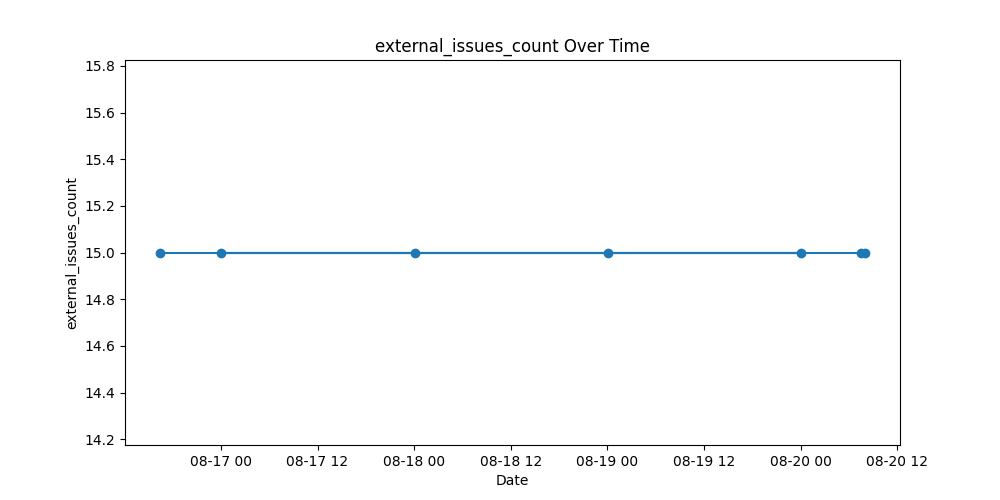 external_issues_count Over Time
external_issues_count
15.8
15.6
15.4
15.2
15.0
14.8
14.6
14.4
14.2
08-17 00 08-17 12 08-18 00 08-18 12 08-19 00 08-19 12 08-20 00 08-20 12
Date